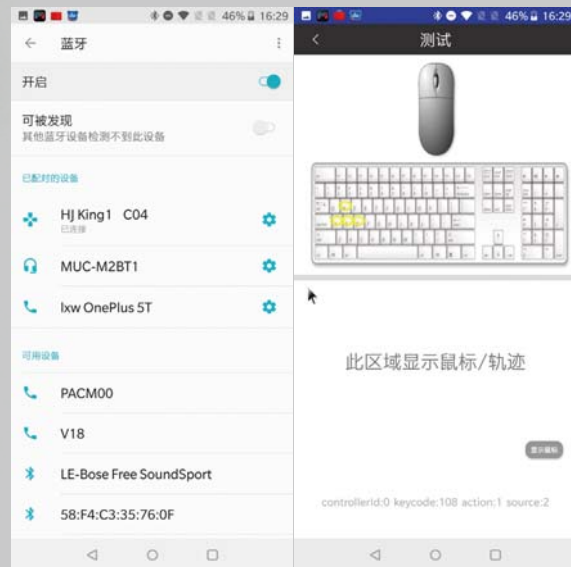 46% 16:29
蓝牙
开启
可被发现
其他蓝牙设备检测不到此设备
已配对的设备
HJ King1 C04
已连接
MUC-M2BT1
lxw OnePlus 5T
可用设备
PACM00
V18
LE-Bose Free SoundSport
58:F4:C3:35:76:0F
46% 16:29
测试
此区域显示鼠标/轨迹
显示鼠标
controllerId:0 keycode:108 action:1 source:2